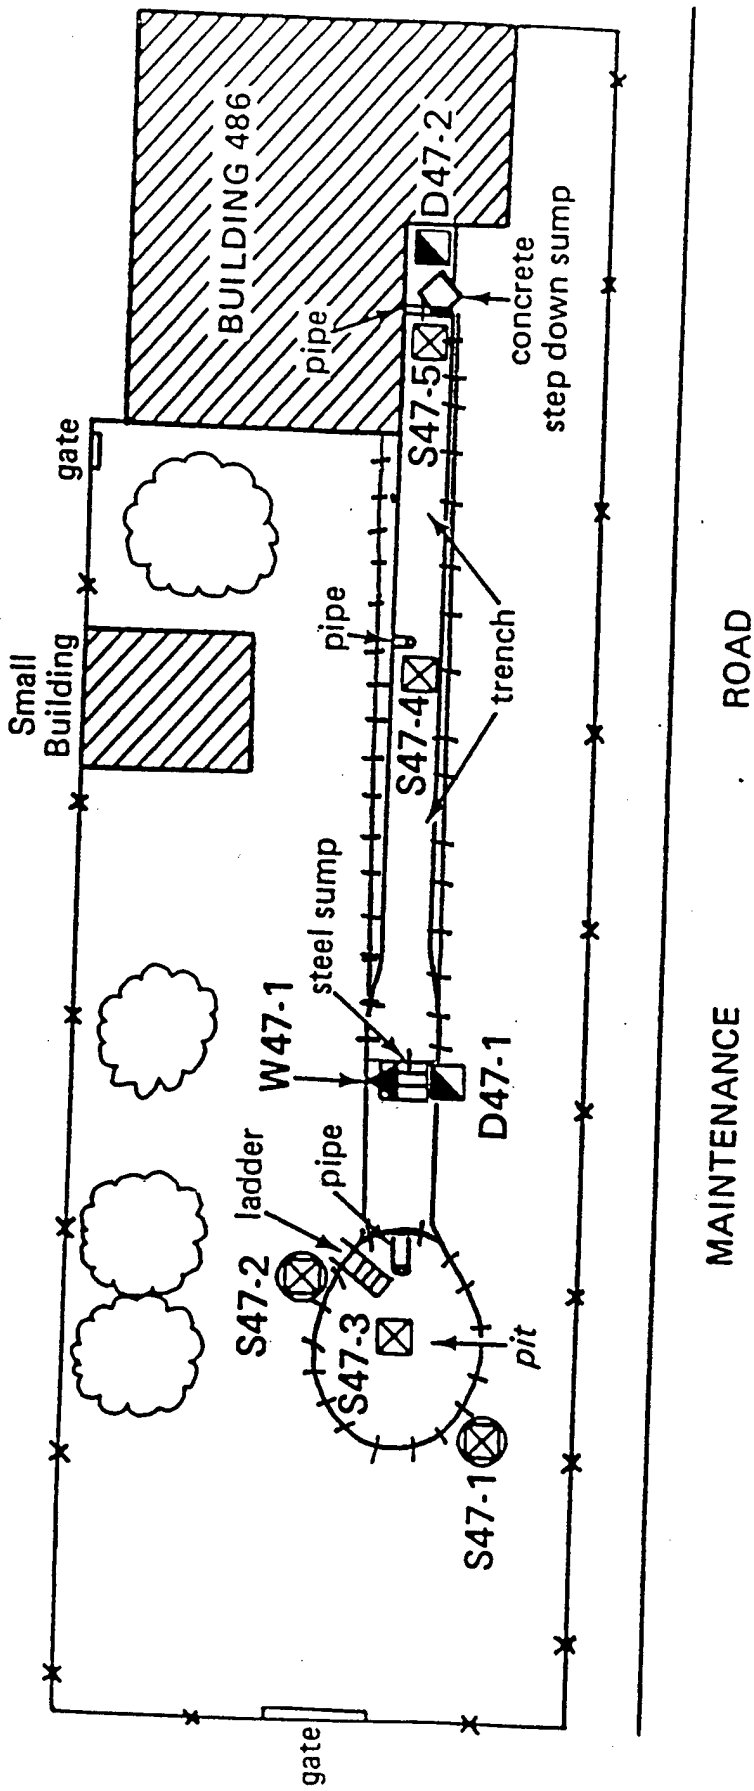 BUILDING 486
D47-2
pipe
concrete
step down sump
gate
S47-5
Small
Building
pipe
S47-4
trench
steel sump
W47-1
D47-1
ladder
pipe
S47-2
S47-3
pit
S47-1
gate
MAINTENANCE ROAD